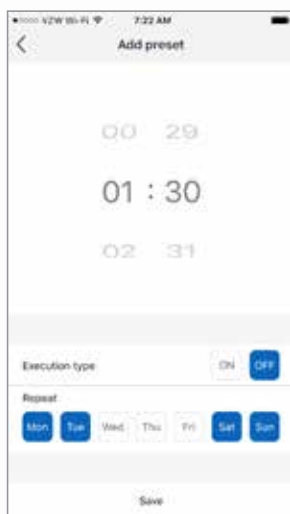 VZW Wi-Fi 7:22 AM
Add preset
00 29
01 : 30
02 31
Execution type ON OFF
Repeat
Mon Tue Wed Thu Fri Sat Sun
Save